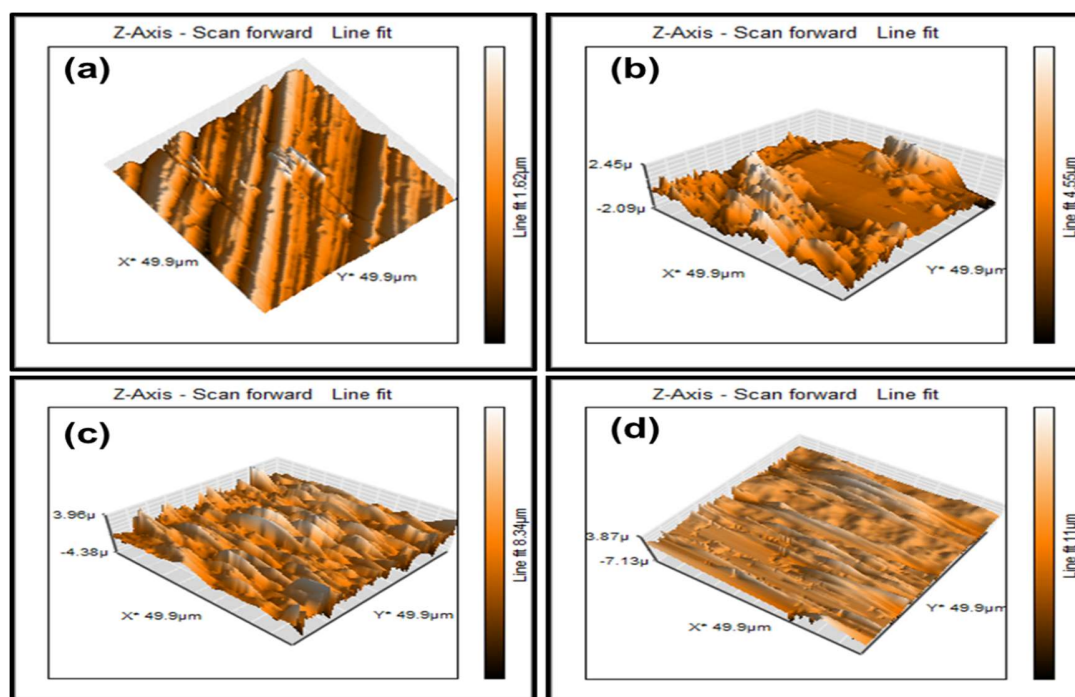 Z-Axis - Scan forward Line fit
(a)
X* 49.9µm
Y* 49.9µm
Line fit 1.62µm
Z-Axis - Scan forward Line fit
(b)
2.45µ
-2.09µ
X* 49.9µm
Y* 49.9µm
Line fit 4.55µm
Z-Axis - Scan forward Line fit
(c)
3.96µ
-4.38µ
X* 49.9µm
Y* 49.9µm
Line fit 8.34µm
Z-Axis - Scan forward Line fit
(d)
3.87µ
-7.13µ
X* 49.9µm
Y* 49.9µm
Line fit 11µm